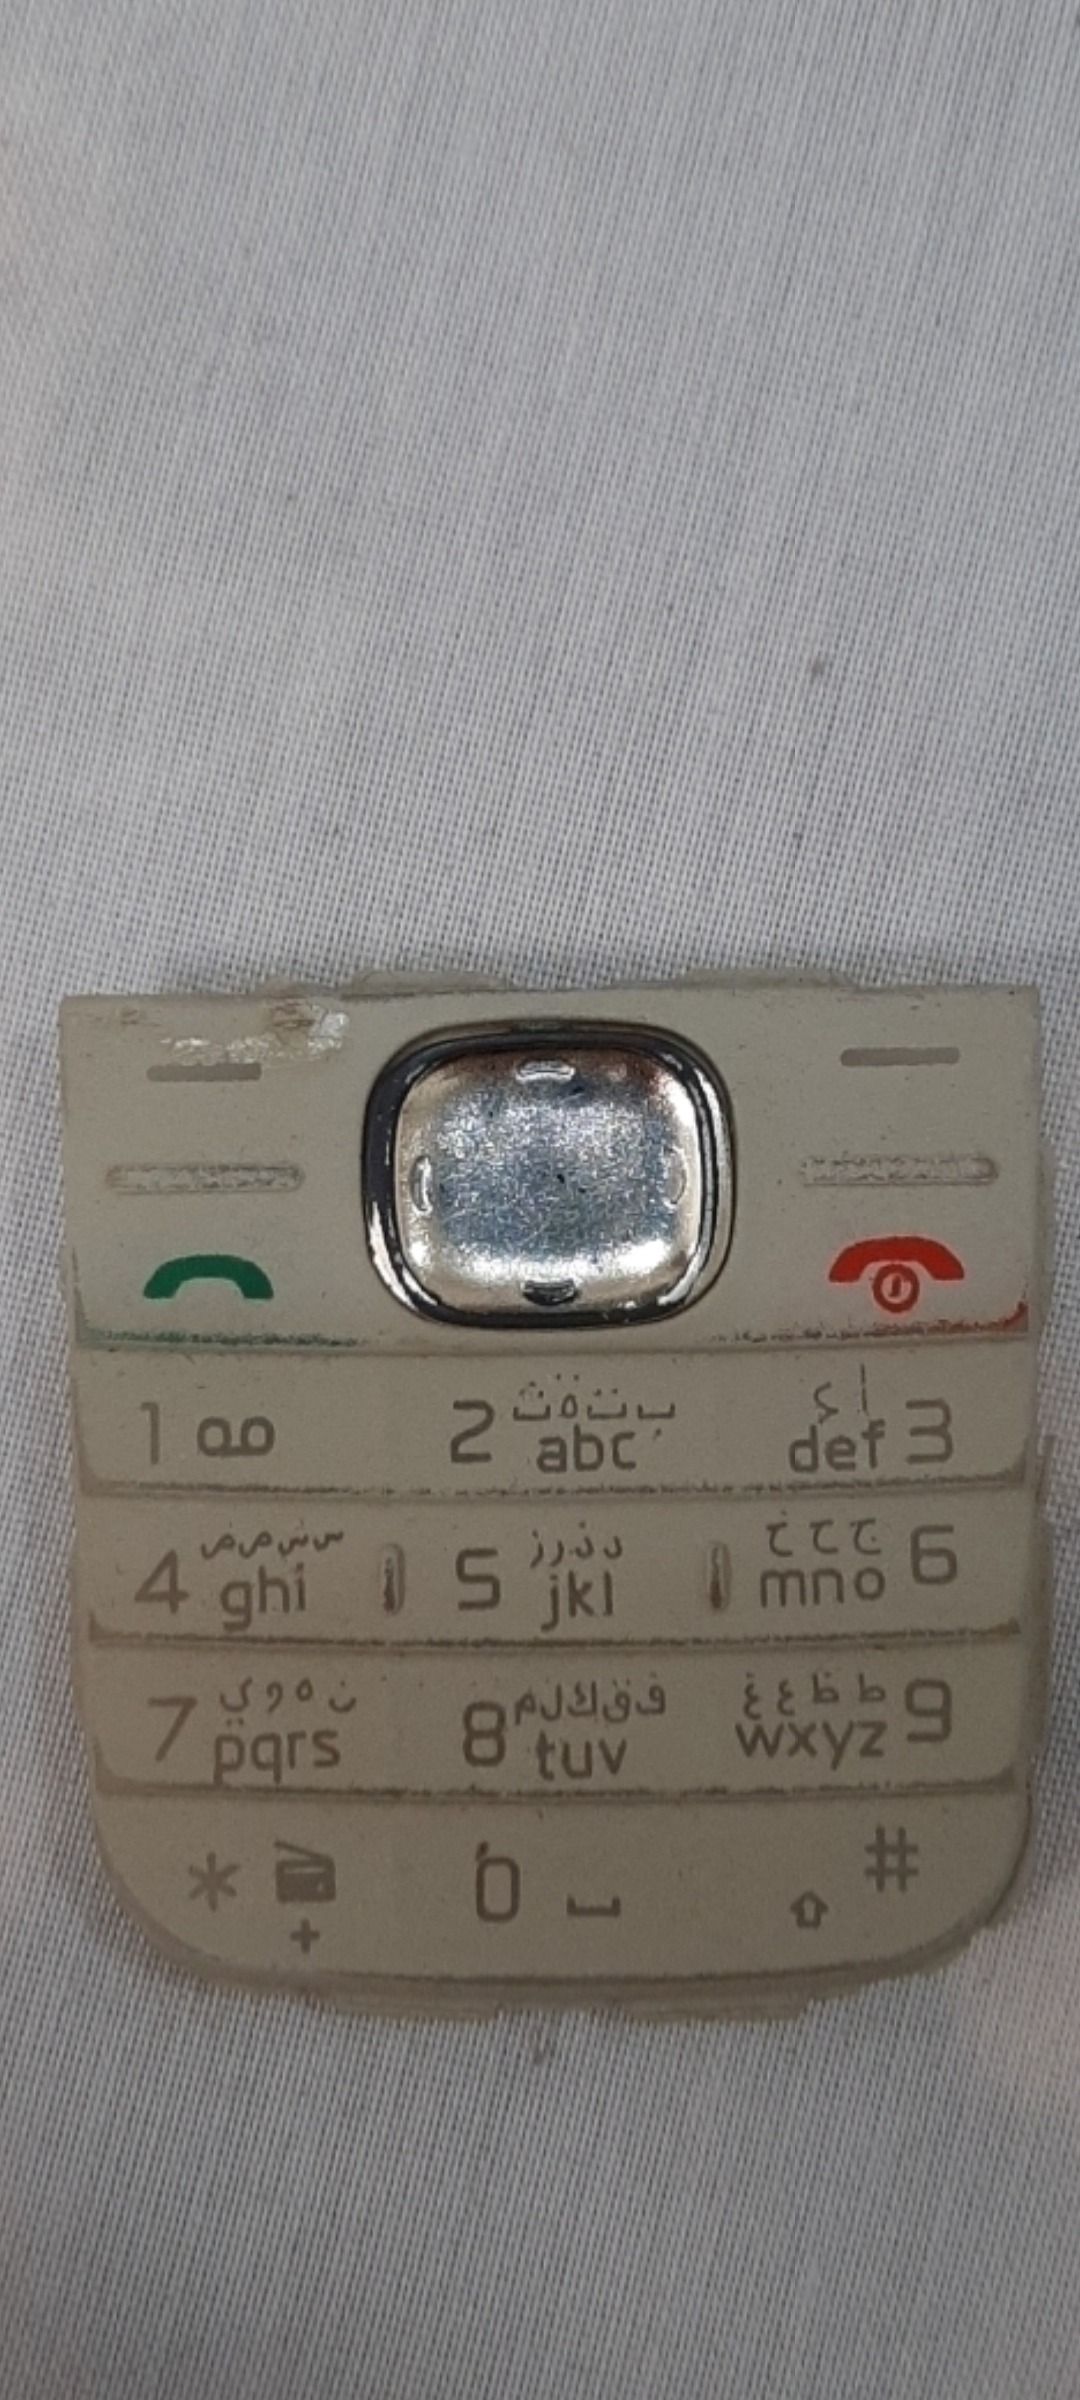 1 2 ب ت ة ث abc أ ء def 3
4 س ش ص ض ghi 5 د ذ ر ز jkl ج ح خ mno 6
7 ن ه و ي pqrs 8 ف ق ك ل م tuv ط ظ ع غ wxyz 9
* + 0 #